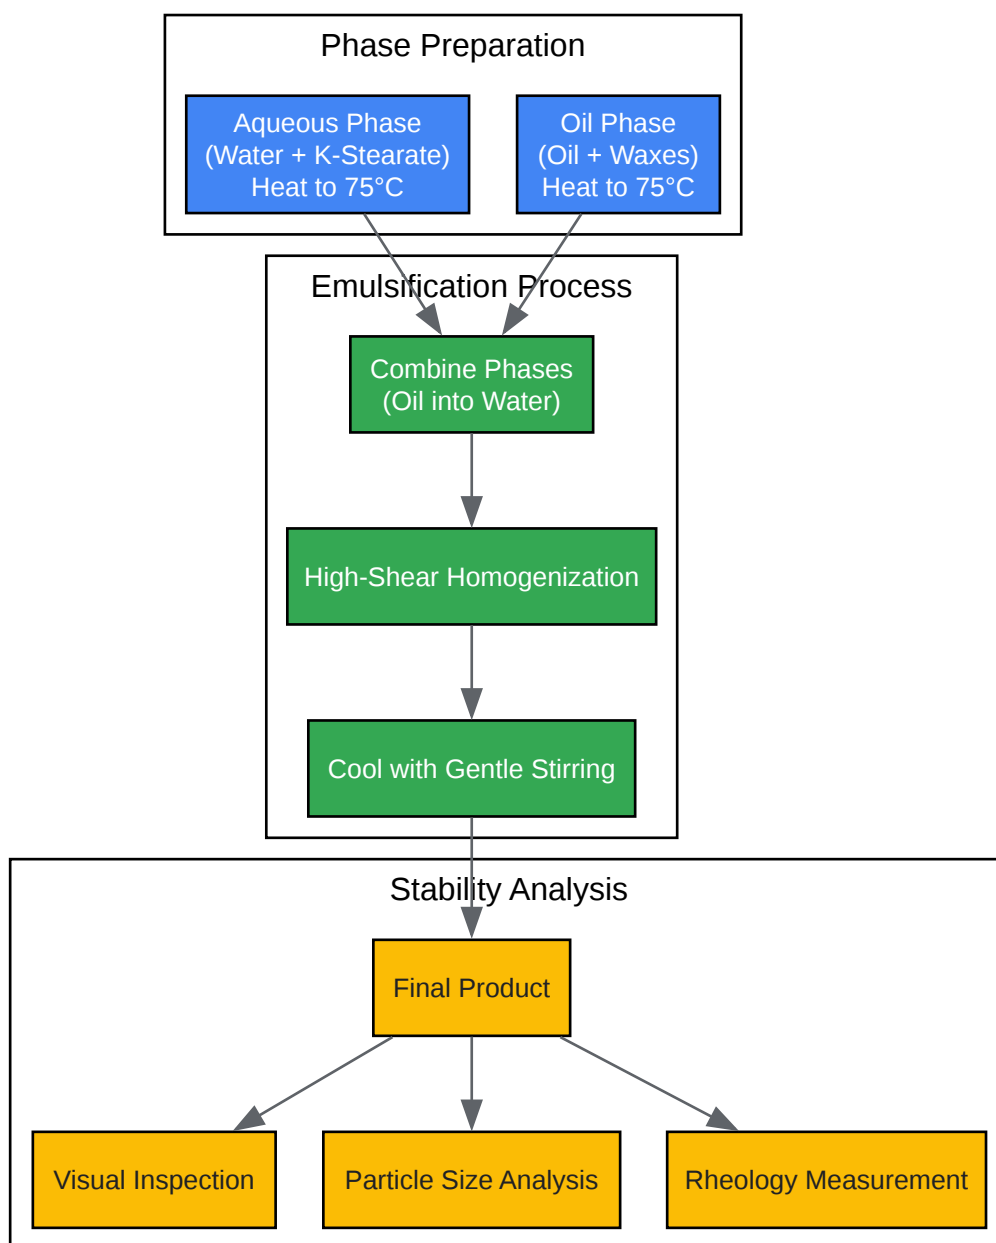 Phase Preparation
Aqueous Phase
(Water + K-Stearate)
Heat to 75°C
Oil Phase
(Oil + Waxes)
Heat to 75°C
Emulsification Process
Combine Phases
(Oil into Water)
High-Shear Homogenization
Cool with Gentle Stirring
Stability Analysis
Final Product
Visual Inspection
Particle Size Analysis
Rheology Measurement